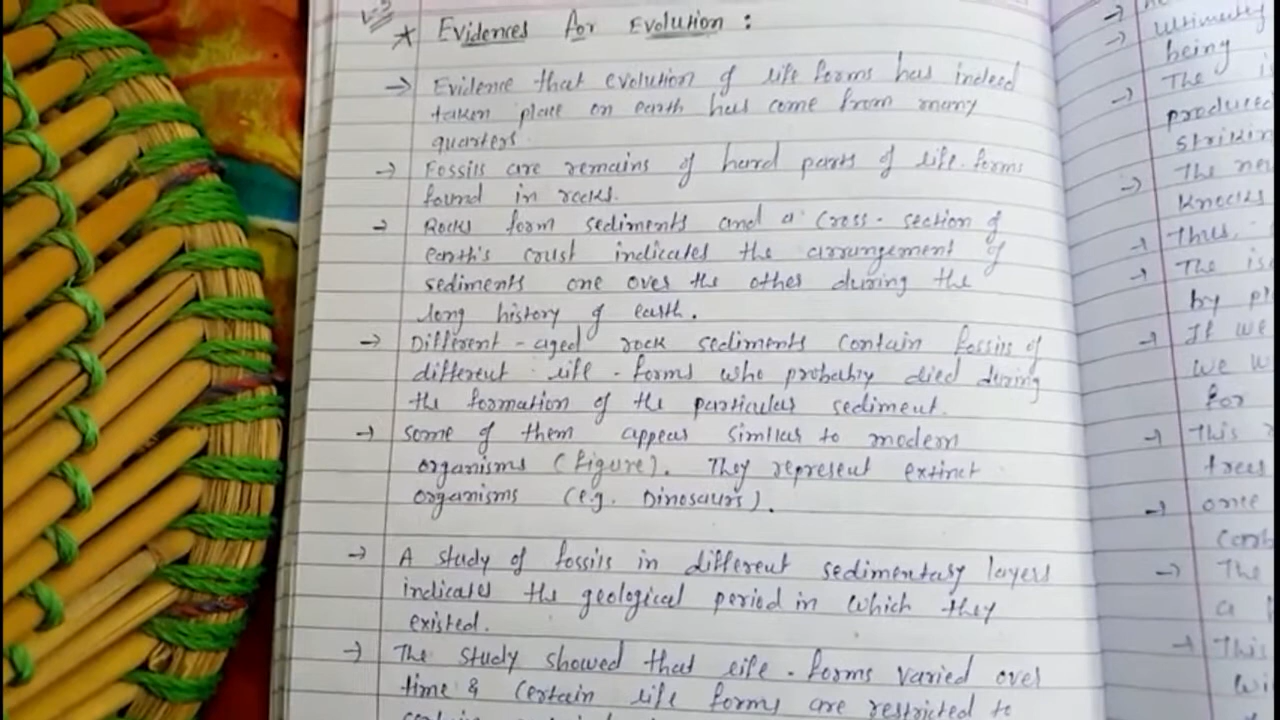 * Evidences for Evolution :
→ Evidence that evolution of life forms has indeed
taken place on earth has come from many
quarters.
→ Fossils are remains of hard parts of life-forms
found in rocks.
→ Rocks form sediments and a cross-section of
earth's crust indicates the arrangement of
sediments one over the other during the
long history of earth.
→ Different-aged rock sediments contain fossils of
different life-forms who probably died during
the formation of the particular sediment.
→ Some of them appear similar to modern
organisms (figure). They represent extinct
organisms (e.g. Dinosaurs).
→ A study of fossils in different sedimentary layers
indicates the geological period in which they
existed.
→ The study showed that life-forms varied over
time & certain life forms are restricted to
→
→ Ultimately
being
→ The
produced
→ The
→ Thus,
→ The
by
→ If we
we
for
→ This
trees
→ once
→ The
a
→ This